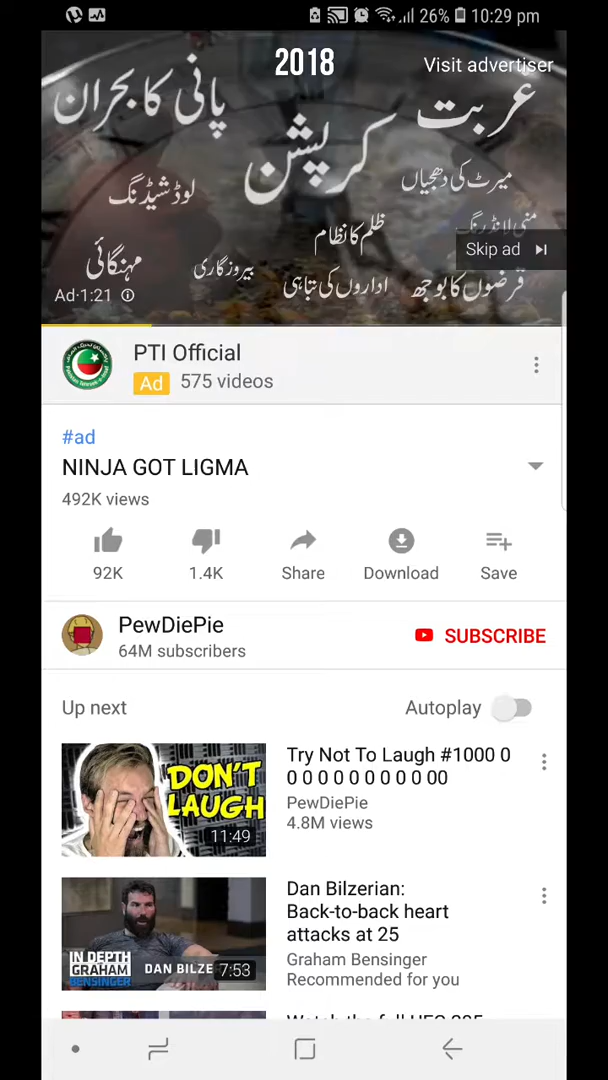 26% 10:29 pm
2018
Visit advertiser
پانی کا بحران
غربت
کرپشن
میرٹ کی دھجیاں
لوڈشیڈنگ
منی لانڈرنگ
ظلم کا نظام
Skip ad
مہنگائی
بیروزگاری
اداروں کی تباہی
قرضوں کا بوجھ
Ad·1:21
PTI Official
Ad 575 videos
#ad
NINJA GOT LIGMA
492K views
92K 1.4K Share Download Save
PewDiePie
SUBSCRIBE
64M subscribers
Up next Autoplay
DON'T
LAUGH
11:49
Try Not To Laugh #1000 0
0 0 0 0 0 0 0 0 0 0 00
PewDiePie
4.8M views
IN DEPTH
GRAHAM
BENSINGER
DAN BILZE
7:53
Dan Bilzerian:
Back-to-back heart
attacks at 25
Graham Bensinger
Recommended for you